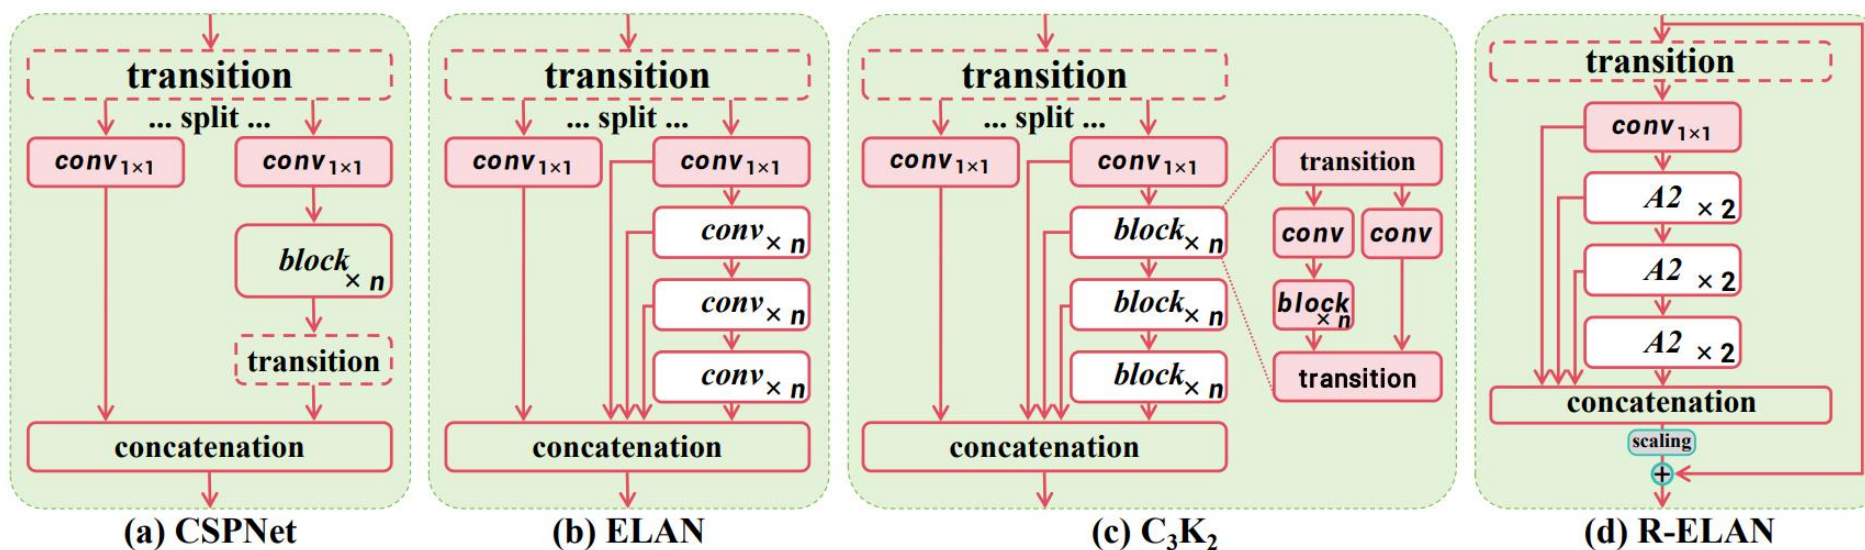 transition
... split ...
conv1×1
conv1×1
block× n
transition
concatenation
(a) CSPNet
transition
... split ...
conv1×1
conv1×1
conv× n
conv× n
conv× n
concatenation
(b) ELAN
transition
... split ...
conv1×1
conv1×1
block× n
block× n
block× n
concatenation
transition
conv
conv
block× n
transition
(c) C3K2
transition
conv1×1
A2 × 2
A2 × 2
A2 × 2
concatenation
scaling
+
(d) R-ELAN